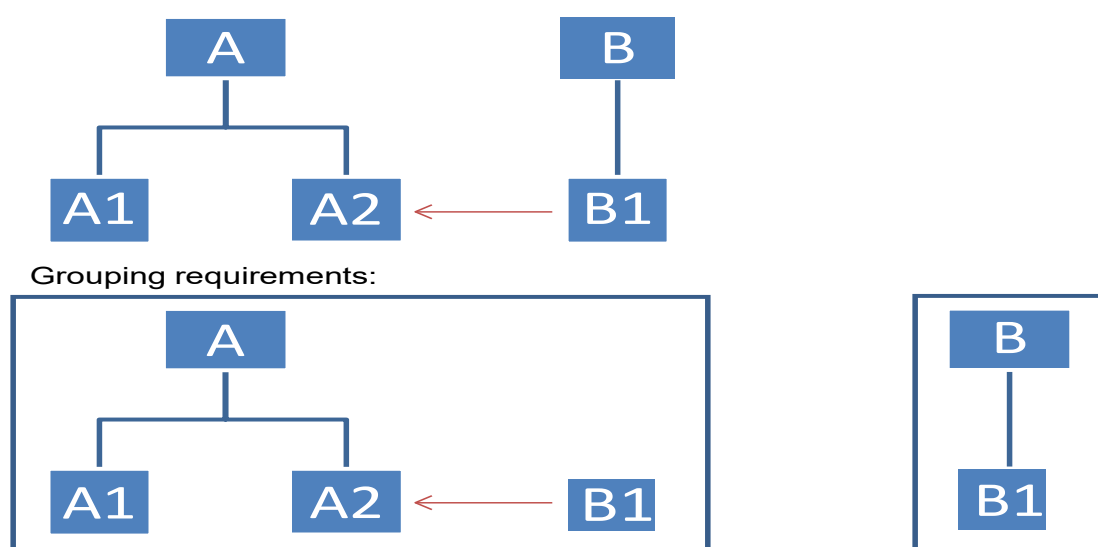 A B
A1 A2 B1
Grouping requirements:
A B
A1 A2 B1 B1